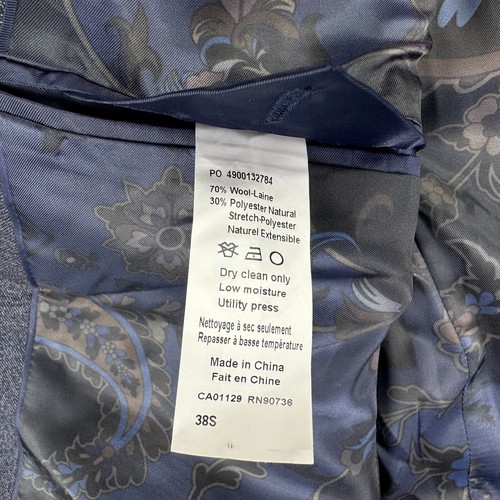 PO 4900132784
70% Wool-Laine
30% Polyester Natural
Stretch-Polyester
Naturel Extensible
Dry clean only
Low moisture
Utility press
Nettoyage à sec seulement
Repasser à basse température
Made in China
Fait en Chine
CA01129 RN90736
38S